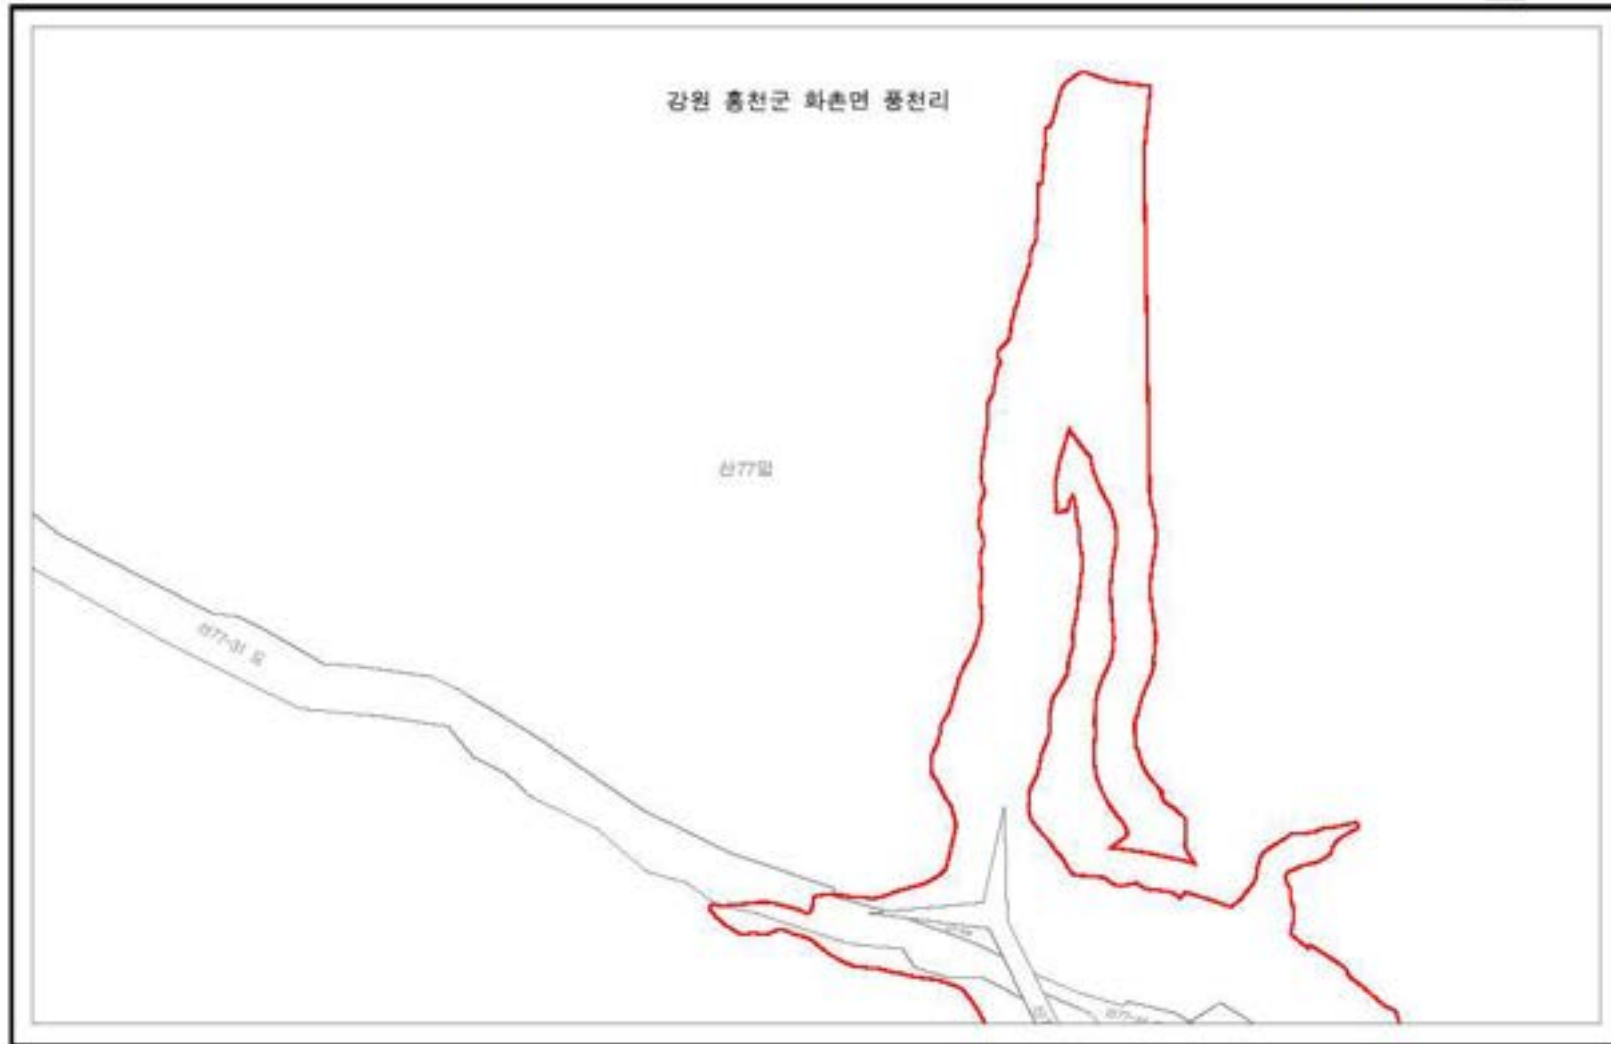 강원 홍천군 화촌면 풍천리
산77임
산77-31 도